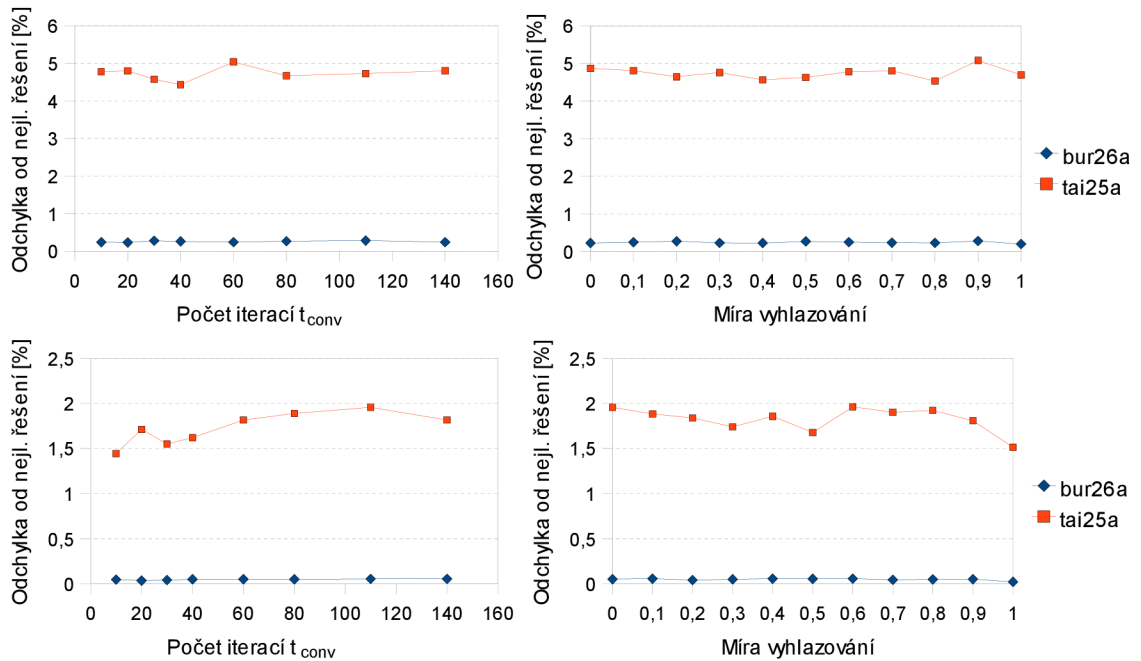 Odchylka od nejl. řešení [%]
6
5
4
3
2
1
0
0 20 40 60 80 100 120 140 160
Počet iterací t conv
Odchylka od nejl. řešení [%]
6
5
4
3
2
1
0
0 0,1 0,2 0,3 0,4 0,5 0,6 0,7 0,8 0,9 1
Míra vyhlazování
bur26a
tai25a
Odchylka od nejl. řešení [%]
2,5
2
1,5
1
0,5
0
0 20 40 60 80 100 120 140 160
Počet iterací t conv
Odchylka od nejl. řešení [%]
2,5
2
1,5
1
0,5
0
0 0,1 0,2 0,3 0,4 0,5 0,6 0,7 0,8 0,9 1
Míra vyhlazování
bur26a
tai25a